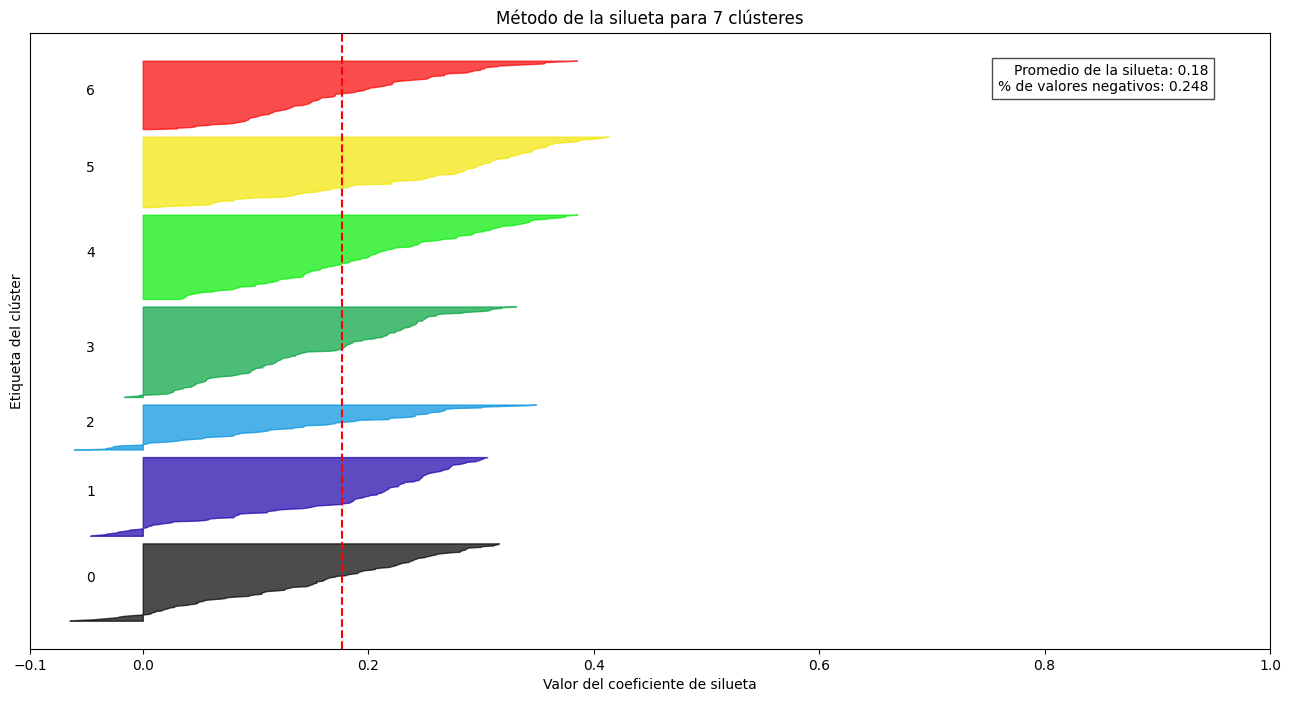 Método de la silueta para 7 clústeres
Promedio de la silueta: 0.18
% de valores negativos: 0.248
Etiqueta del clúster
6
5
4
3
2
1
0
−0.1 0.0 0.2 0.4 0.6 0.8 1.0
Valor del coeficiente de silueta